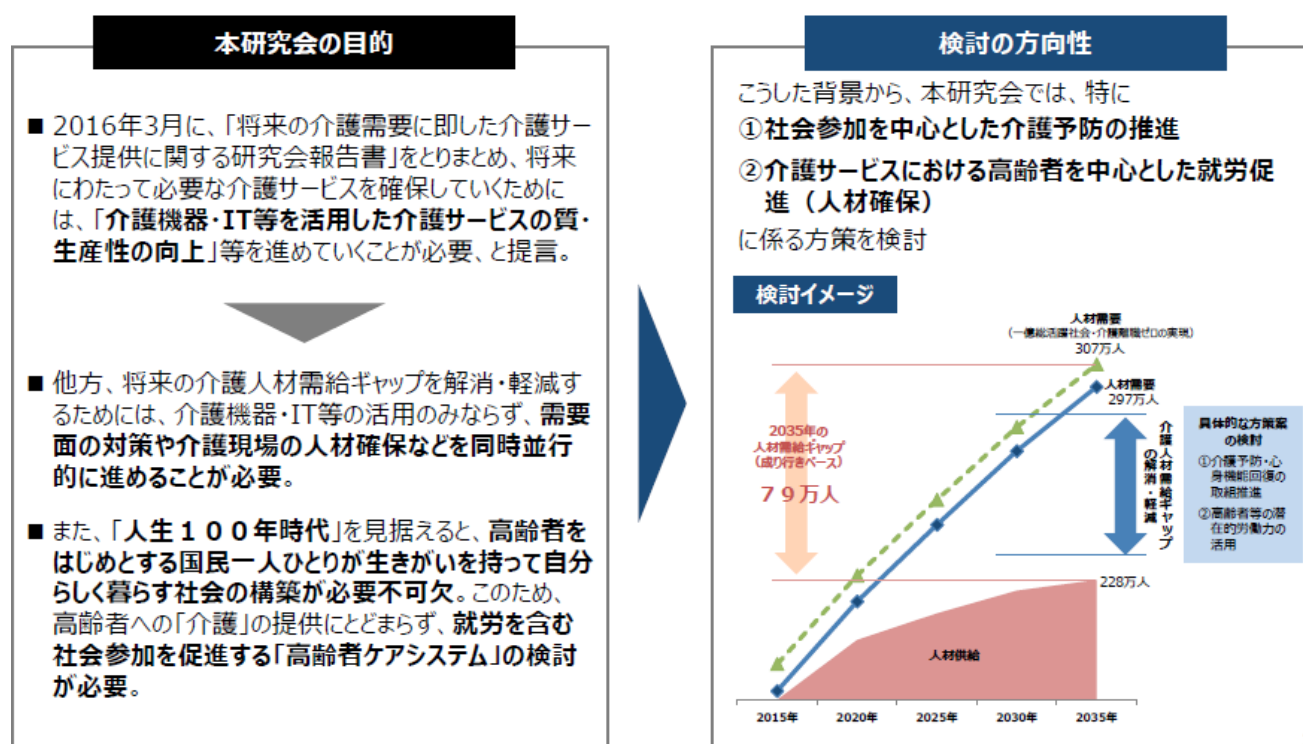 本研究会の目的
■ 2016年3月に、「将来の介護需要に即した介護サー
ビス提供に関する研究会報告書」をとりまとめ、将来
にわたって必要な介護サービスを確保していくために
は、「介護機器・IT等を活用した介護サービスの質・
生産性の向上」等を進めていくことが必要、と提言。
■ 他方、将来の介護人材需給ギャップを解消・軽減す
るためには、介護機器・IT等の活用のみならず、需要
面の対策や介護現場の人材確保などを同時並行
的に進めることが必要。
■ また、「人生100年時代」を見据えると、高齢者を
はじめとする国民一人ひとりが生きがいを持って自分
らしく暮らす社会の構築が必要不可欠。このため、
高齢者への「介護」の提供にとどまらず、就労を含む
社会参加を促進する「高齢者ケアシステム」の検討
が必要。
検討の方向性
こうした背景から、本研究会では、特に
①社会参加を中心とした介護予防の推進
②介護サービスにおける高齢者を中心とした就労促
進（人材確保）
に係る方策を検討
検討イメージ
人材需要
（一億総活躍社会・介護離職ゼロの実現）
307万人
人材需要
297万人
2035年の
人材需給ギャップ
（成り行きベース）
79万人
介護人材需給ギャップ
の解消・軽減
具体的な方策案
の検討
①介護予防・心
身機能回復の
取組推進
②高齢者等の潜
在的労働力の
活用
228万人
人材供給
2015年 2020年 2025年 2030年 2035年